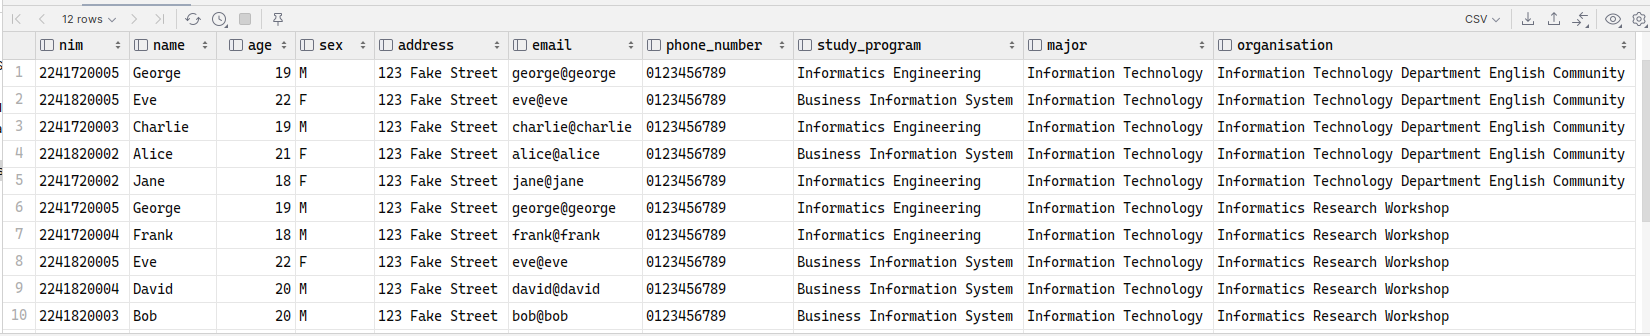 12 rows CSV
nim name age sex address email phone_number study_program major organisation
1 2241720005 George 19 M 123 Fake Street george@george 0123456789 Informatics Engineering Information Technology Information Technology Department English Community
2 2241820005 Eve 22 F 123 Fake Street eve@eve 0123456789 Business Information System Information Technology Information Technology Department English Community
3 2241720003 Charlie 19 M 123 Fake Street charlie@charlie 0123456789 Informatics Engineering Information Technology Information Technology Department English Community
4 2241820002 Alice 21 F 123 Fake Street alice@alice 0123456789 Business Information System Information Technology Information Technology Department English Community
5 2241720002 Jane 18 F 123 Fake Street jane@jane 0123456789 Informatics Engineering Information Technology Information Technology Department English Community
6 2241720005 George 19 M 123 Fake Street george@george 0123456789 Informatics Engineering Information Technology Informatics Research Workshop
7 2241720004 Frank 18 M 123 Fake Street frank@frank 0123456789 Informatics Engineering Information Technology Informatics Research Workshop
8 2241820005 Eve 22 F 123 Fake Street eve@eve 0123456789 Business Information System Information Technology Informatics Research Workshop
9 2241820004 David 20 M 123 Fake Street david@david 0123456789 Business Information System Information Technology Informatics Research Workshop
10 2241820003 Bob 20 M 123 Fake Street bob@bob 0123456789 Business Information System Information Technology Informatics Research Workshop